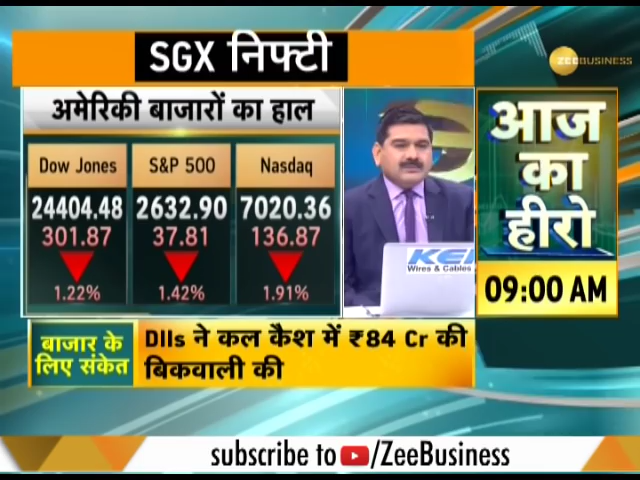 SGX निफ्टी
ZEEBUSINESS
अमेरिकी बाजारों का हाल
Dow Jones
S&P 500
Nasdaq
24404.48
2632.90
7020.36
301.87
37.81
136.87
1.22%
1.42%
1.91%
KEI
Wires & Cables
आज
का
हीरो
09:00 AM
बाजार के
लिए संकेत
DIIs ने कल कैश में ₹84 Cr की
बिकवाली की
subscribe to /ZeeBusiness